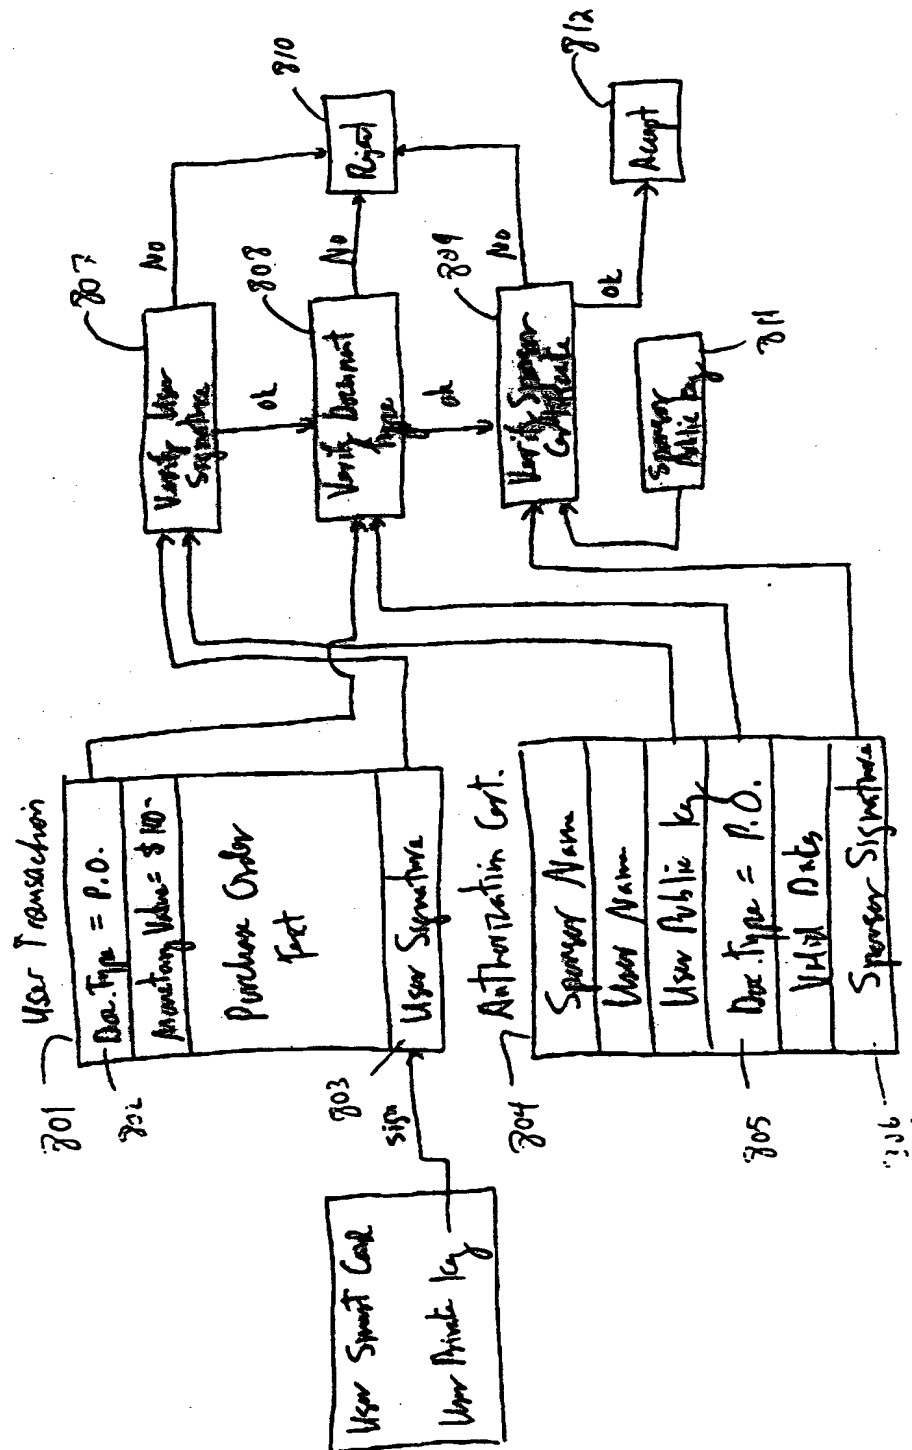 User Transaction
801
Doc. Type = P.O.
802
Monetary Value = $100-
Purchase Order
Text
User Signature
803
sign
User Smart Card
User Private Key
Authorization Cert.
804
Sponsor Name
User Name
User Public Key
Doc. Type = P.O.
805
Valid Dates
Sponsor Signature
Verify User
Signature
807
No
OK
Verify Document
Type
808
No
OK
Verify Sponsor
Certificate
809
No
OK
Sponsor
Public Key
811
Reject
810
Accept
812